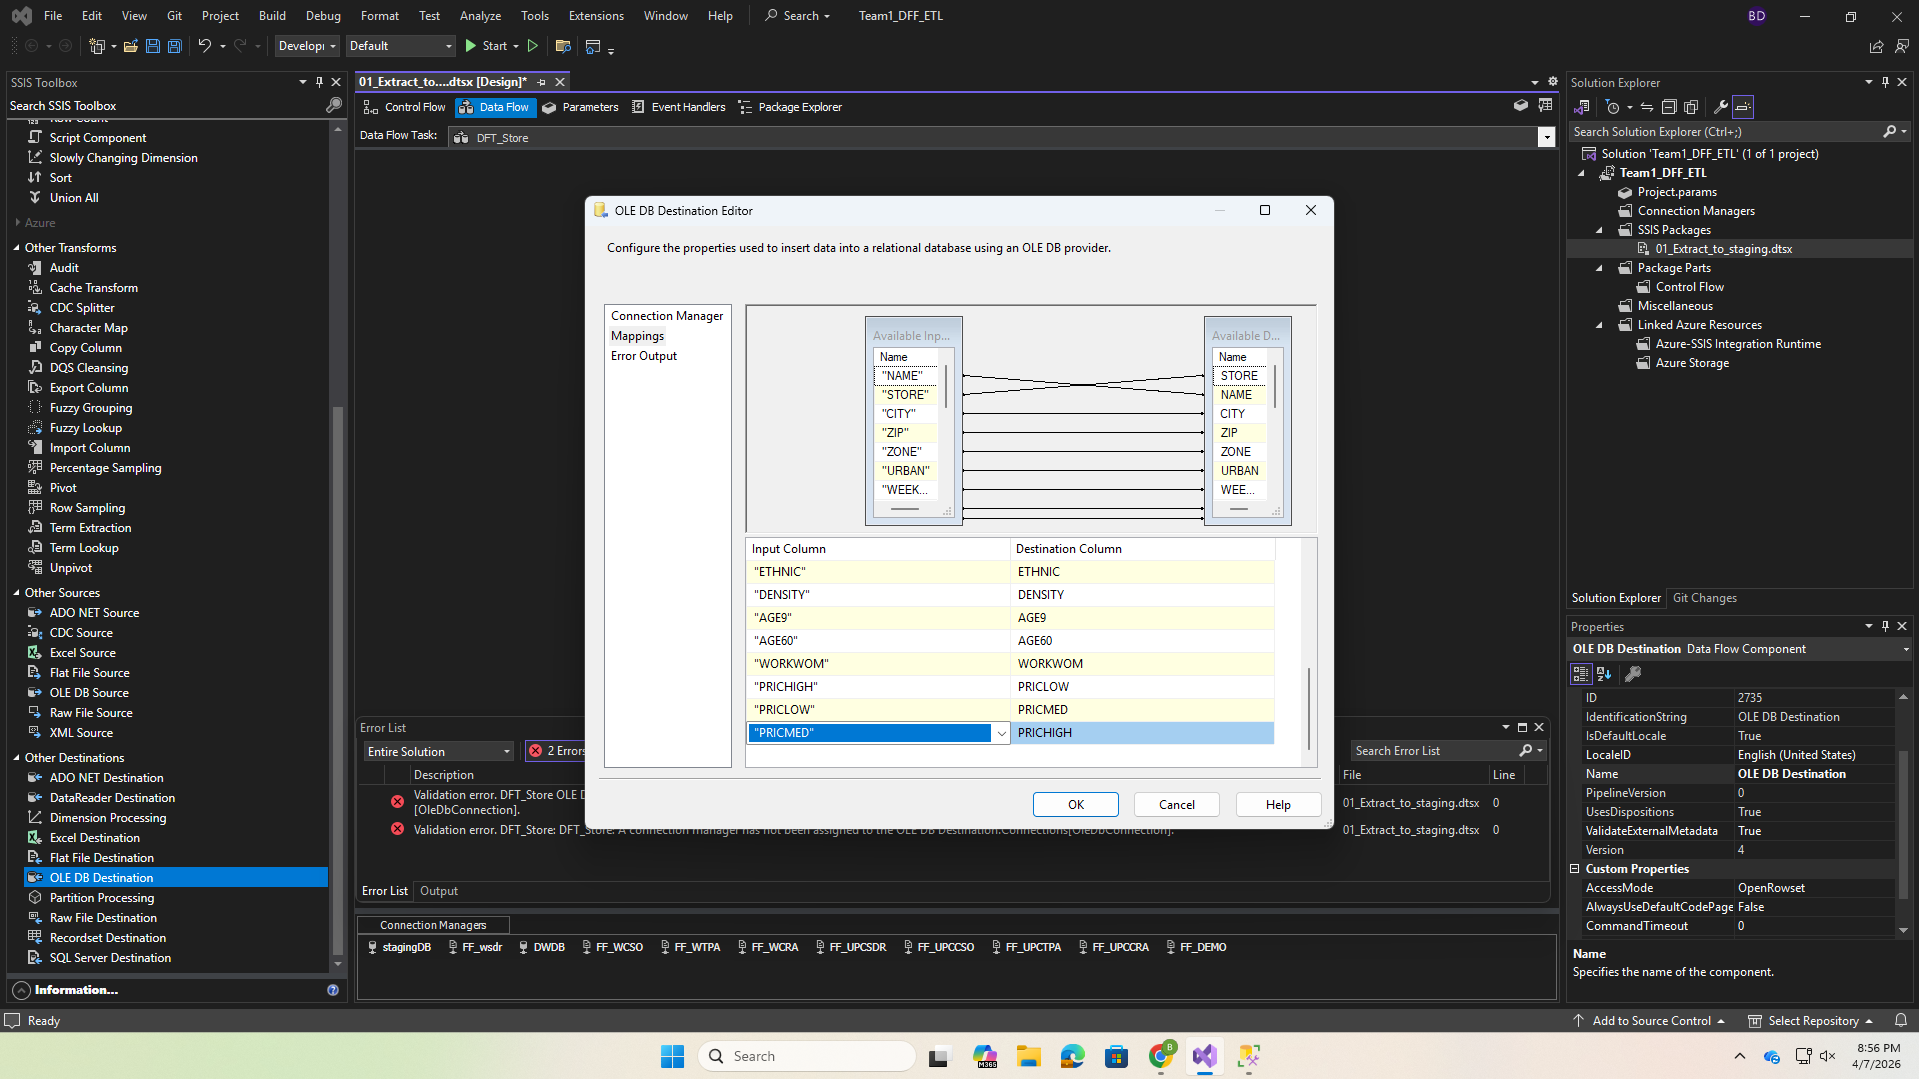 File Edit View Git Project Build Debug Format Test Analyze Tools Extensions Window Help Search Team1_DFF_ETL BD
Develop Default Start
SSIS Toolbox
Search SSIS Toolbox
Script Component
Slowly Changing Dimension
Sort
Union All
Azure
Other Transforms
Audit
Cache Transform
CDC Splitter
Character Map
Copy Column
DQS Cleansing
Export Column
Fuzzy Grouping
Fuzzy Lookup
Import Column
Percentage Sampling
Pivot
Row Sampling
Term Extraction
Term Lookup
Unpivot
Other Sources
ADO NET Source
CDC Source
Excel Source
Flat File Source
OLE DB Source
Raw File Source
XML Source
Other Destinations
ADO NET Destination
DataReader Destination
Dimension Processing
Excel Destination
Flat File Destination
OLE DB Destination
Partition Processing
Raw File Destination
Recordset Destination
SQL Server Destination
Information...
01_Extract_to....dtsx [Design]*
Control Flow Data Flow Parameters Event Handlers Package Explorer
Data Flow Task: DFT_Store
OLE DB Destination Editor
Configure the properties used to insert data into a relational database using an OLE DB provider.
Connection Manager
Mappings
Error Output
Available Inp... Available D...
Name Name
"NAME" STORE
"STORE" NAME
"CITY" CITY
"ZIP" ZIP
"ZONE" ZONE
"URBAN" URBAN
"WEEK... WEE...
Input Column Destination Column
"ETHNIC" ETHNIC
"DENSITY" DENSITY
"AGE9" AGE9
"AGE60" AGE60
"WORKWOM" WORKWOM
"PRICHIGH" PRICLOW
"PRICLOW" PRICMED
"PRICMED" PRICHIGH
OK Cancel Help
Error List
Entire Solution 2 Errors Search Error List
Description File Line
Validation error. DFT_Store OLE D
[OleDbConnection]. 01_Extract_to_staging.dtsx 0
Validation error. DFT_Store: DFT_Store: A connection manager has not been assigned to the OLE DB Destination.Connections[OleDbConnection]. 01_Extract_to_staging.dtsx 0
Error List Output
Connection Managers
stagingDB FF_wsdr DWDB FF_WCSO FF_WTPA FF_WCRA FF_UPCSDR FF_UPCCSO FF_UPCTPA FF_UPCCRA FF_DEMO
Solution Explorer
Search Solution Explorer (Ctrl+;)
Solution 'Team1_DFF_ETL' (1 of 1 project)
Team1_DFF_ETL
Project.params
Connection Managers
SSIS Packages
01_Extract_to_staging.dtsx
Package Parts
Control Flow
Miscellaneous
Linked Azure Resources
Azure-SSIS Integration Runtime
Azure Storage
Solution Explorer Git Changes
Properties
OLE DB Destination Data Flow Component
ID 2735
IdentificationString OLE DB Destination
IsDefaultLocale True
LocaleID English (United States)
Name OLE DB Destination
PipelineVersion 0
UsesDispositions True
ValidateExternalMetadata True
Version 4
Custom Properties
AccessMode OpenRowset
AlwaysUseDefaultCodePage False
CommandTimeout 0
Name
Specifies the name of the component.
Ready Add to Source Control Select Repository
Search
M365
B
8:56 PM
4/7/2026